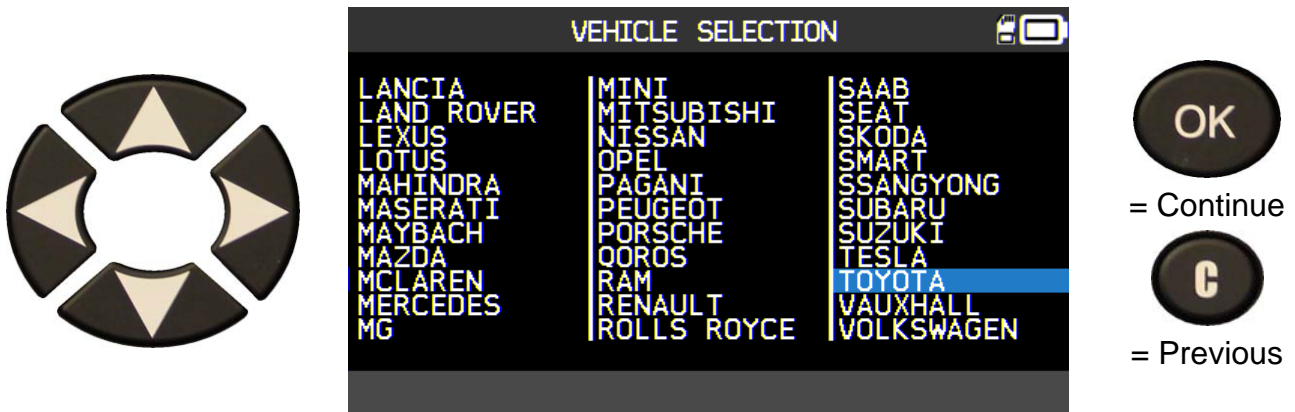 VEHICLE SELECTION
LANCIA
LAND ROVER
LEXUS
LOTUS
MAHINDRA
MASERATI
MAYBACH
MAZDA
MCLAREN
MERCEDES
MG
MINI
MITSUBISHI
NISSAN
OPEL
PAGANI
PEUGEOT
PORSCHE
QOROS
RAM
RENAULT
ROLLS ROYCE
SAAB
SEAT
SKODA
SMART
SSANGYONG
SUBARU
SUZUKI
TESLA
TOYOTA
VAUXHALL
VOLKSWAGEN
OK
= Continue
C
= Previous